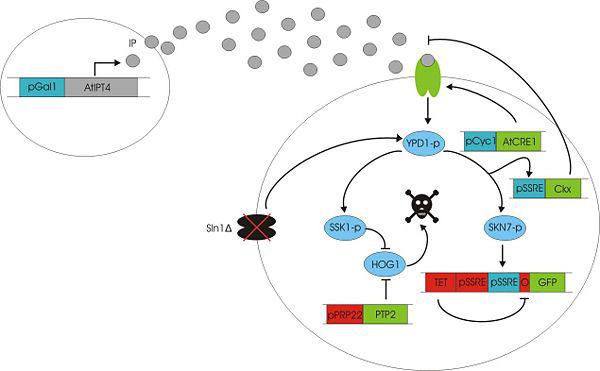 IP
pGal1 AtIPT4
YPD1-p
pCyc1 AtCRE1
pSSRE Ckx
Sln1Δ
SSK1-p
SKN7-p
HOG1
TET pSSRE pSSRE O GFP
pPRP22 PTP2